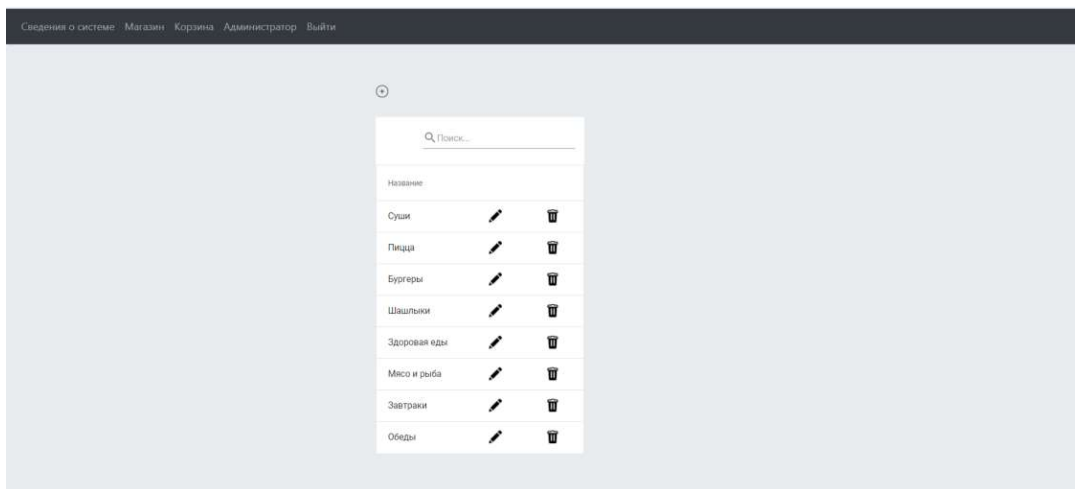 Сведения о системе Магазин Корзина Администратор Выйти
Поиск...
Название
Суши
Пицца
Бургеры
Шашлыки
Здоровая еды
Мясо и рыба
Завтраки
Обеды